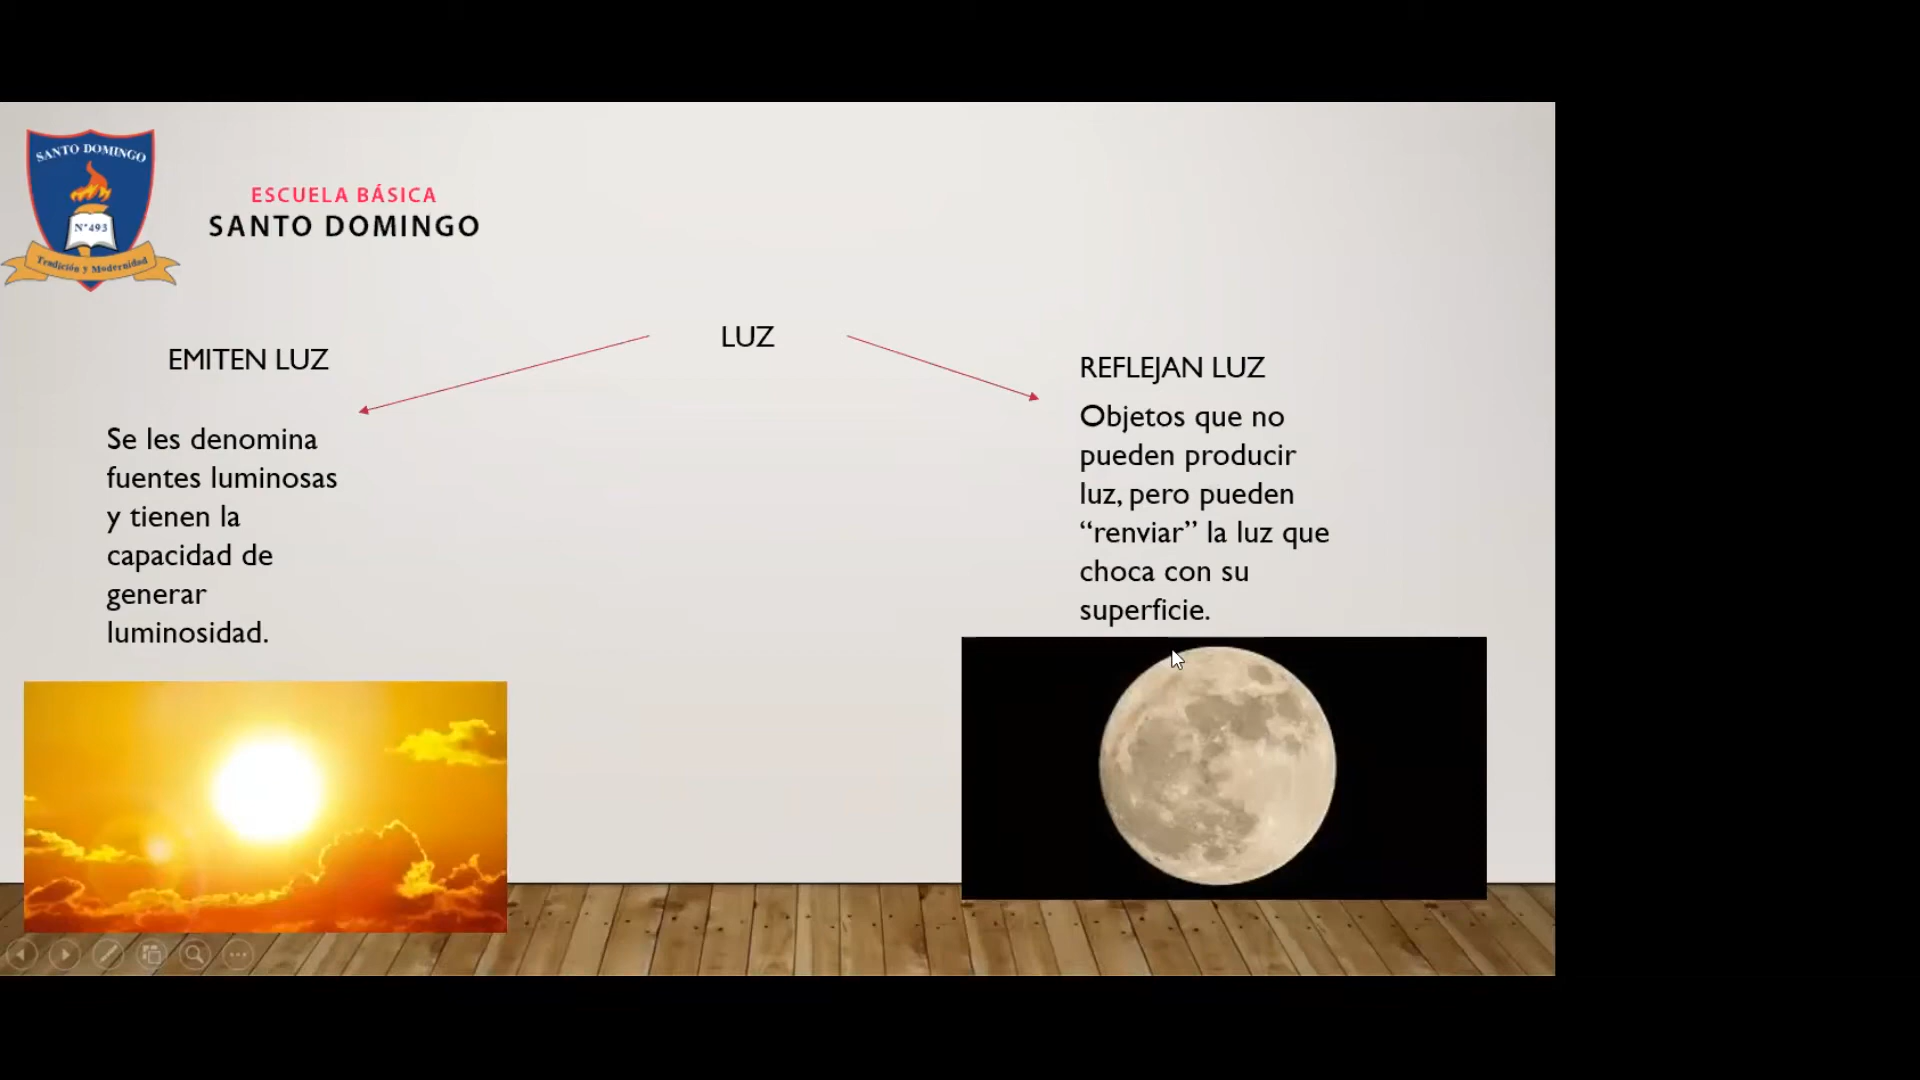 SANTO DOMINGO
N°493
Tradición y Modernidad
ESCUELA BÁSICA
SANTO DOMINGO
LUZ
EMITEN LUZ
Se les denomina
fuentes luminosas
y tienen la
capacidad de
generar
luminosidad.
REFLEJAN LUZ
Objetos que no
pueden producir
luz, pero pueden
“renviar” la luz que
choca con su
superficie.